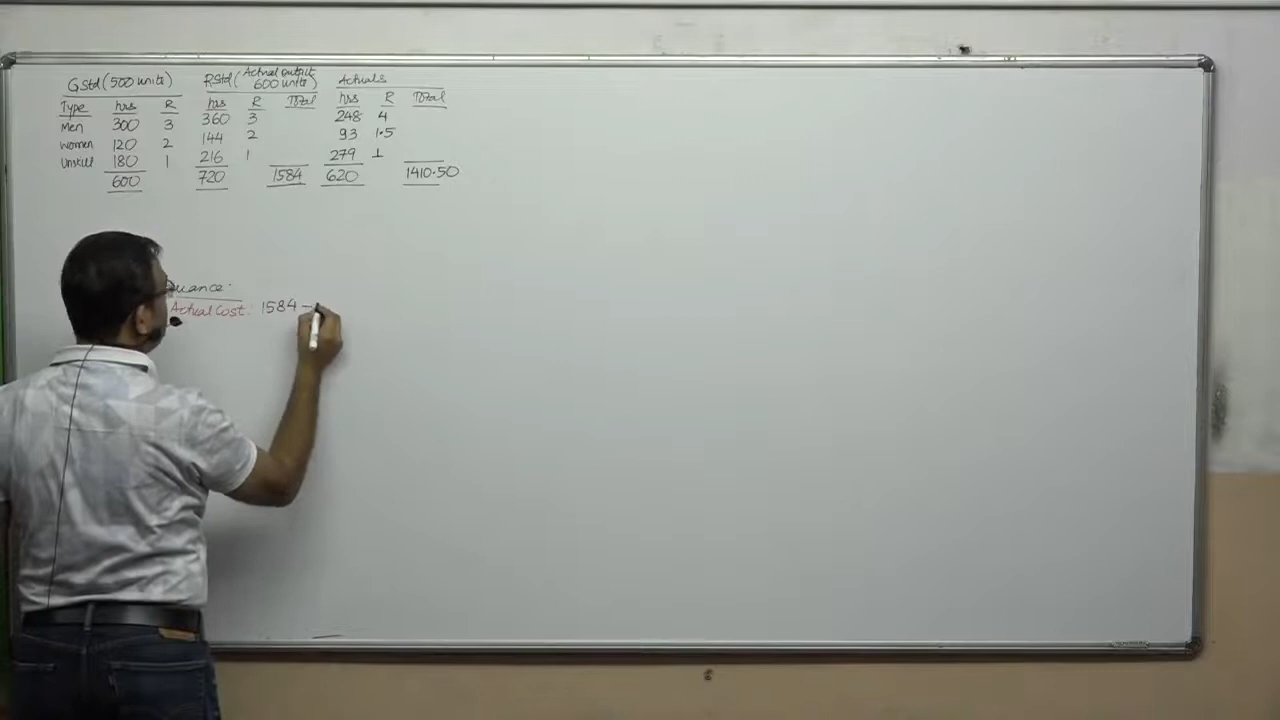 GStd (500 units) RStd (Actual output 600 units) Actuals
Type hrs R hrs R Total hrs R Total
Men 300 3 360 3 248 4
Women 120 2 144 2 93 1.5
Unskill 180 1 216 1 279 1
600 720 1584 620 1410.50
Actual Cost: 1584 –